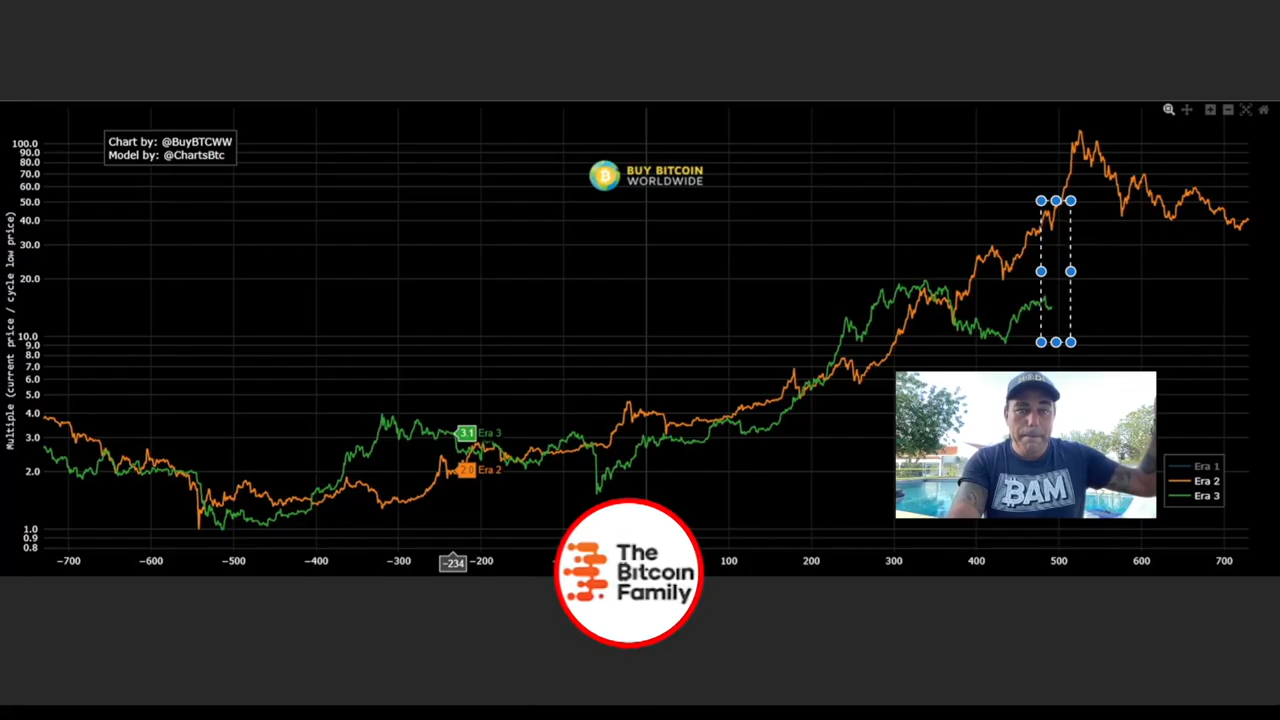 Chart by: @BuyBTCWW
Model by: @ChartsBtc
BUY BITCOIN
WORLDWIDE
Multiple (current price / cycle low price)
100.0
90.0
80.0
70.0
60.0
50.0
40.0
30.0
20.0
10.0
9.0
8.0
7.0
6.0
5.0
4.0
3.0
2.0
1.0
0.9
0.8
3.1 Era 3
2.0 Era 2
BAM
Era 1
Era 2
Era 3
−700 −600 −500 −400 −300 −234 −200 100 200 300 400 500 600 700
The
Bitcoin
Family